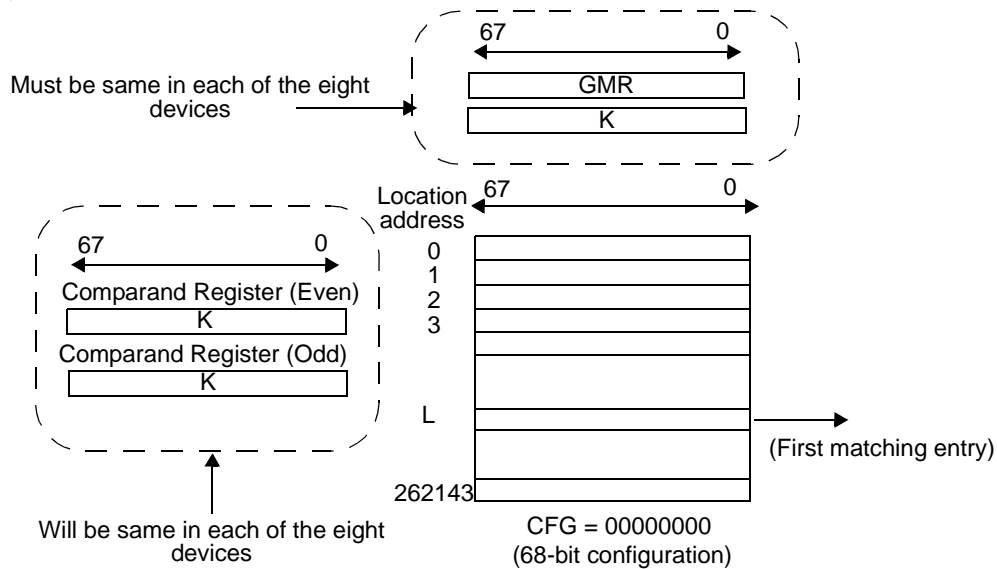 67 0
Must be same in each of the eight
devices
GMR
K
Location
address
67 0
0
1
2
3
L
262143
(First matching entry)
CFG = 00000000
(68-bit configuration)
67 0
Comparand Register (Even)
K
Comparand Register (Odd)
K
Will be same in each of the eight
devices